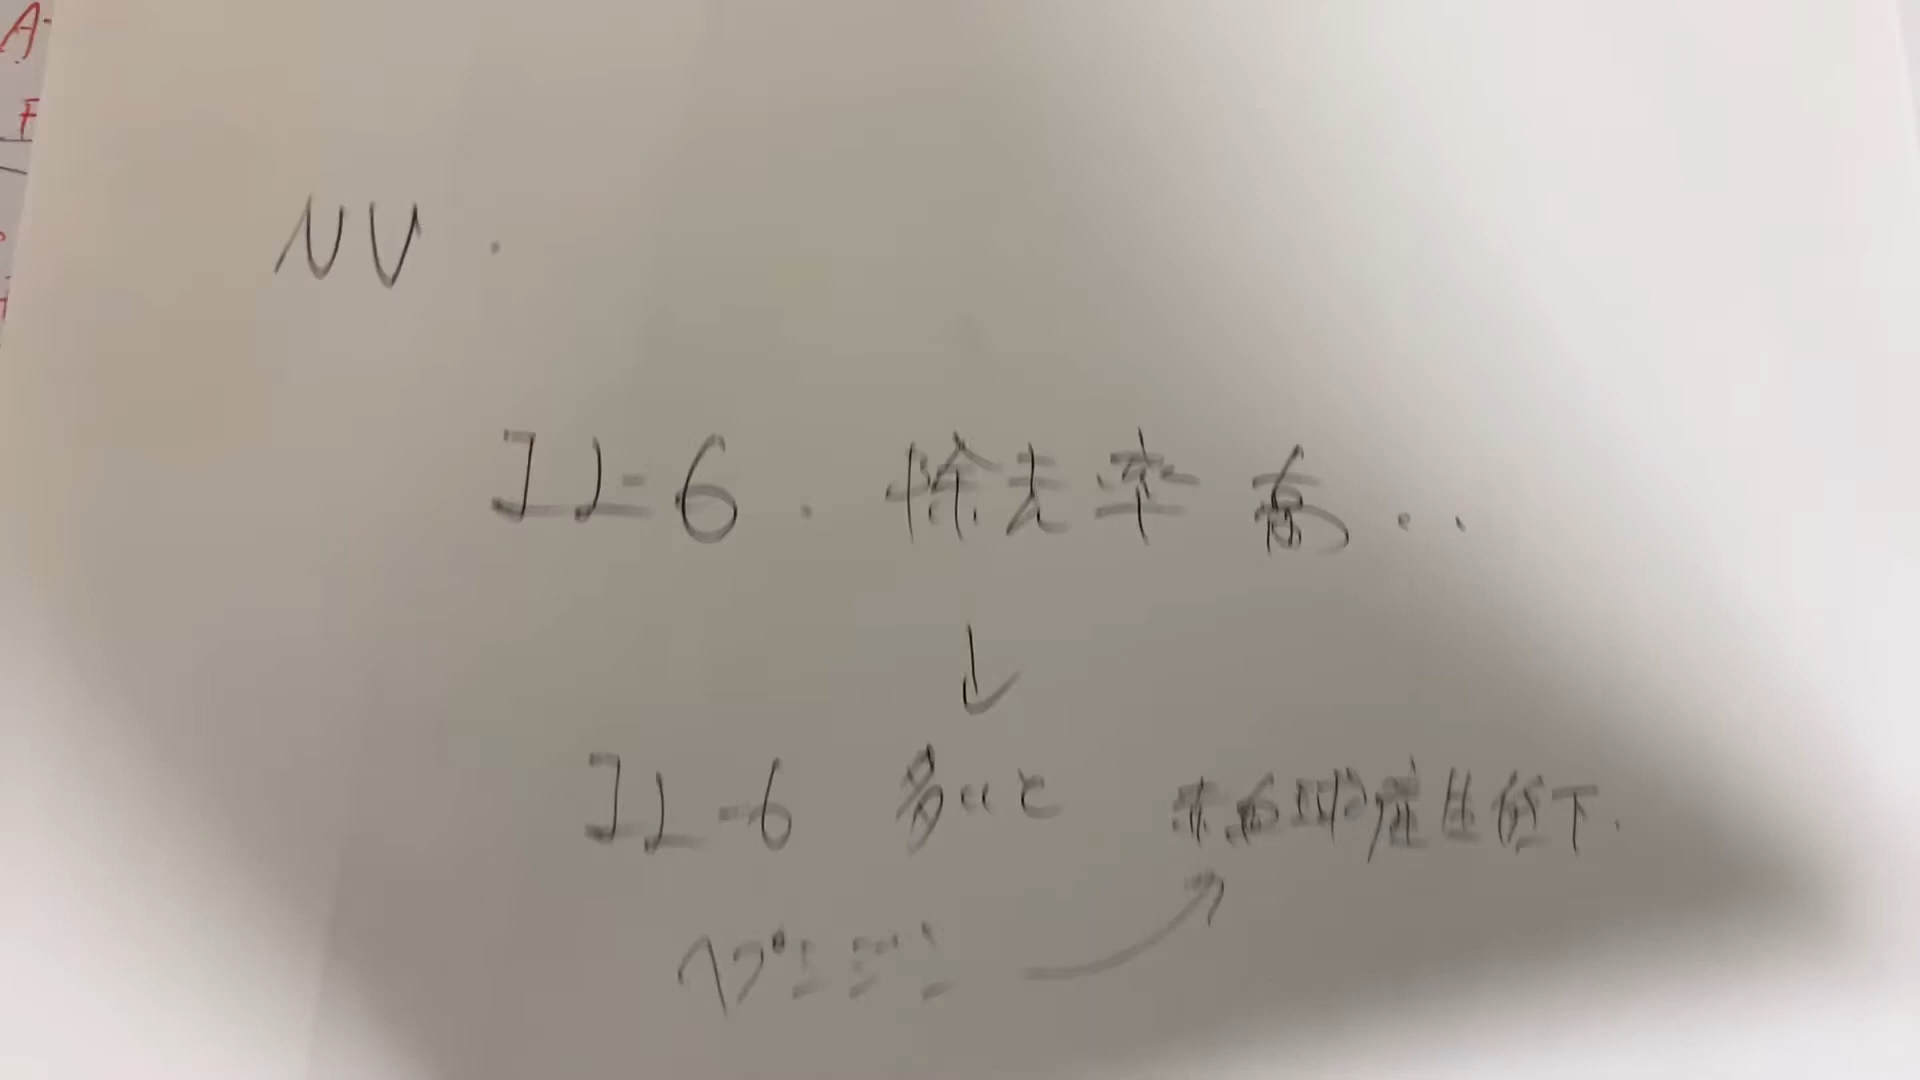 A
F
NV.
IL-6. 除去率 高...
↓
IL-6 多いと 赤血球産生低下.
ヘプシジン